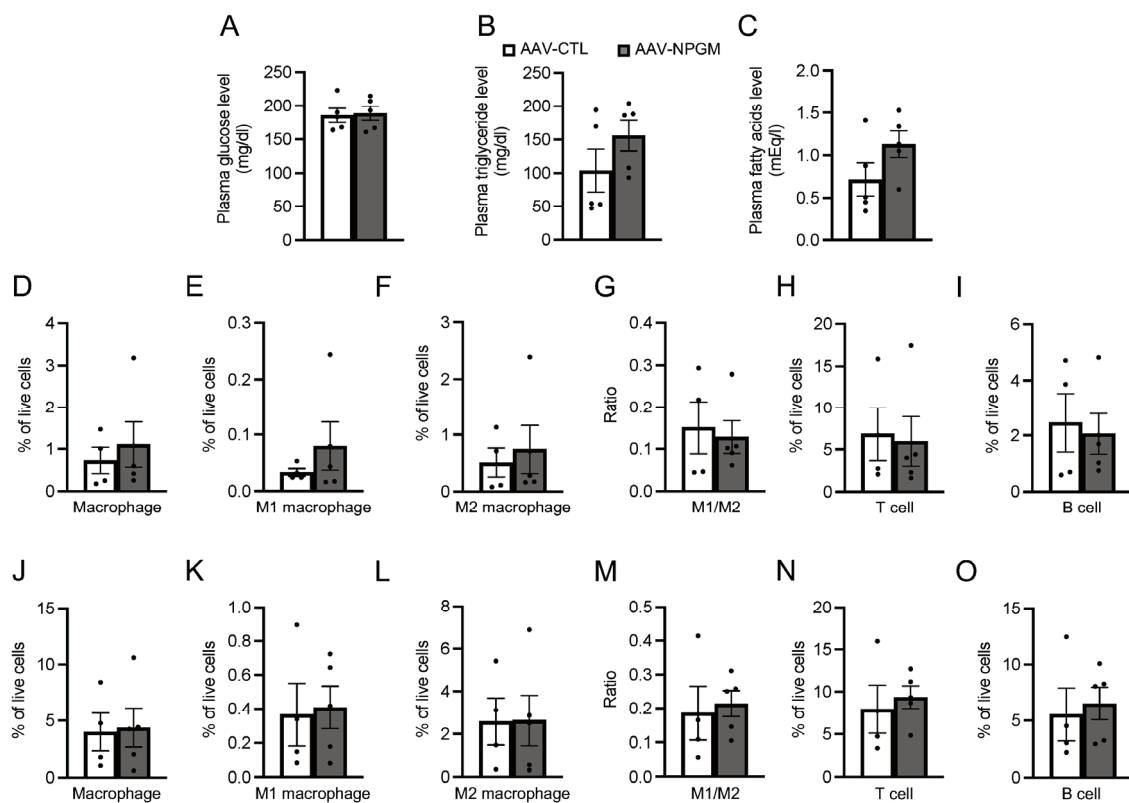 A
B
C
AAV-CTL
AAV-NPGM
Plasma glucose level
(mg/dl)
250
200
150
100
50
0
Plasma triglyceride level
(mg/dl)
250
200
150
100
50
0
Plasma fatty acids level
(mEq/l)
2.0
1.5
1.0
0.5
0.0
D
E
F
G
H
I
% of live cells
4
3
2
1
0
Macrophage
% of live cells
0.3
0.2
0.1
0.0
M1 macrophage
% of live cells
3
2
1
0
M2 macrophage
Ratio
0.4
0.3
0.2
0.1
0.0
M1/M2
% of live cells
20
15
10
5
0
T cell
% of live cells
6
4
2
0
B cell
J
K
L
M
N
O
% of live cells
15
10
5
0
Macrophage
% of live cells
1.0
0.8
0.6
0.4
0.2
0.0
M1 macrophage
% of live cells
8
6
4
2
0
M2 macrophage
Ratio
0.5
0.4
0.3
0.2
0.1
0.0
M1/M2
% of live cells
20
15
10
5
0
T cell
% of live cells
15
10
5
0
B cell